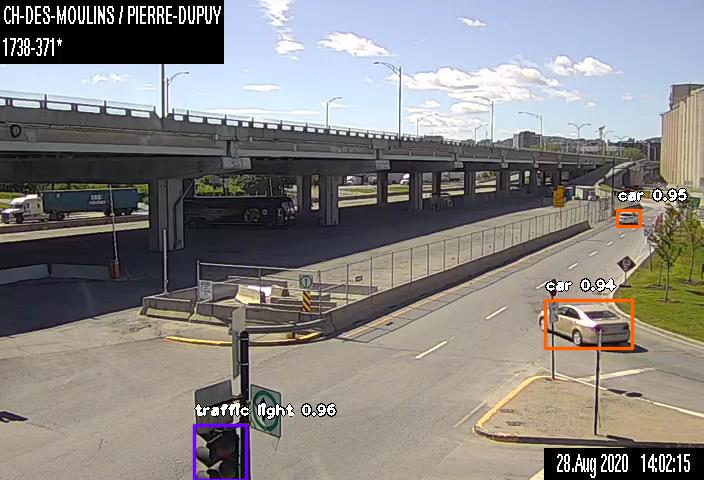 CH-DES-MOULINS / PIERRE-DUPUY
1738-371*
car 0.95
car 0.94
traffic light 0.96
28.Aug 2020 14:02:15